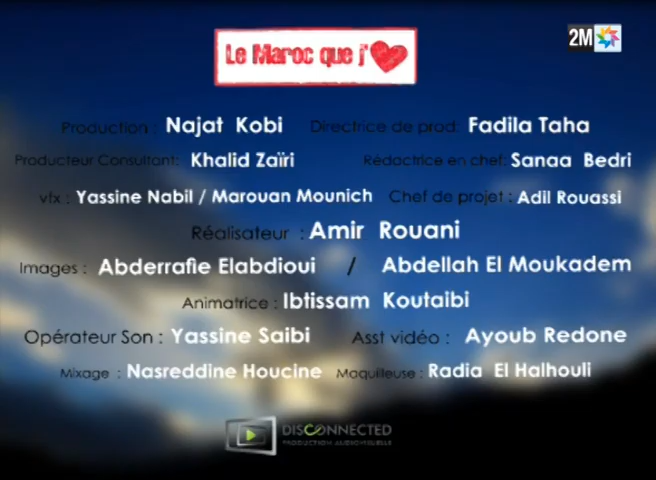 Le Maroc que j'
2M
Production : Najat Kobi Directrice de prod: Fadila Taha
Producteur Consultant: Khalid Zaïri Rédactrice en chef: Sanaa Bedri
vfx : Yassine Nabil / Marouan Mounich Chef de projet : Adil Rouassi
Réalisateur : Amir Rouani
Images : Abderrafie Elabdioui / Abdellah El Moukadem
Animatrice : Ibtissam Koutaibi
Opérateur Son : Yassine Saibi Asst vidéo : Ayoub Redone
Mixage : Nasreddine Houcine Maquilleuse : Radia El Halhouli
DISCONNECTED
PRODUCTION AUDIOVISUELLE